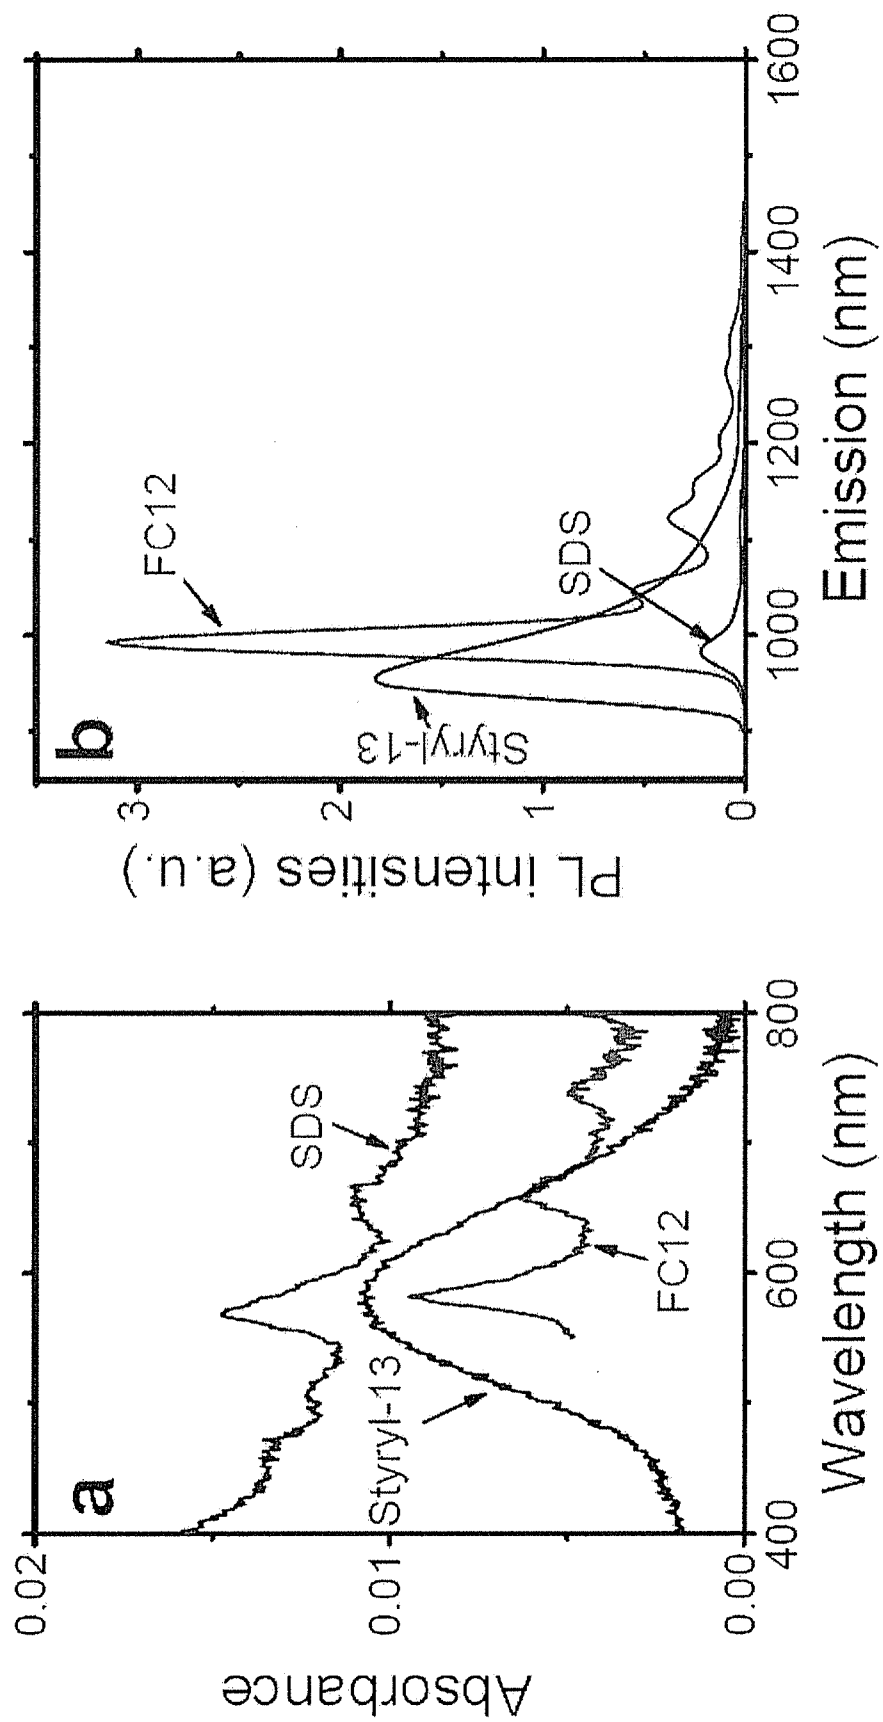 a
Absorbance
0.02
0.01
0.00
SDS
Styryl-13
FC12
400
600
800
Wavelength (nm)
b
PL intensities (a.u.)
3
2
1
0
FC12
Styryl-13
SDS
1000
1200
1400
1600
Emission (nm)